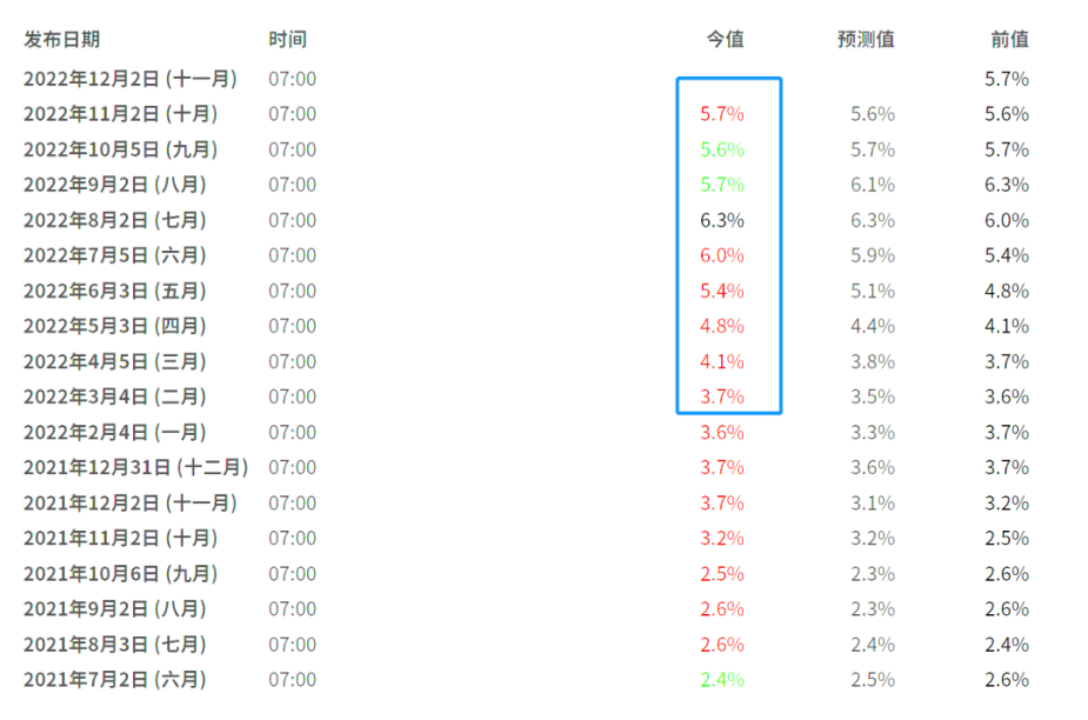 发布日期 时间 今值 预测值 前值
2022年12月2日 (十一月) 07:00 5.7%
2022年11月2日 (十月) 07:00 5.7% 5.6% 5.6%
2022年10月5日 (九月) 07:00 5.6% 5.7% 5.7%
2022年9月2日 (八月) 07:00 5.7% 6.1% 6.3%
2022年8月2日 (七月) 07:00 6.3% 6.3% 6.0%
2022年7月5日 (六月) 07:00 6.0% 5.9% 5.4%
2022年6月3日 (五月) 07:00 5.4% 5.1% 4.8%
2022年5月3日 (四月) 07:00 4.8% 4.4% 4.1%
2022年4月5日 (三月) 07:00 4.1% 3.8% 3.7%
2022年3月4日 (二月) 07:00 3.7% 3.5% 3.6%
2022年2月4日 (一月) 07:00 3.6% 3.3% 3.7%
2021年12月31日 (十二月) 07:00 3.7% 3.6% 3.7%
2021年12月2日 (十一月) 07:00 3.7% 3.1% 3.2%
2021年11月2日 (十月) 07:00 3.2% 3.2% 2.5%
2021年10月6日 (九月) 07:00 2.5% 2.3% 2.6%
2021年9月2日 (八月) 07:00 2.6% 2.3% 2.6%
2021年8月3日 (七月) 07:00 2.6% 2.4% 2.4%
2021年7月2日 (六月) 07:00 2.4% 2.5% 2.6%